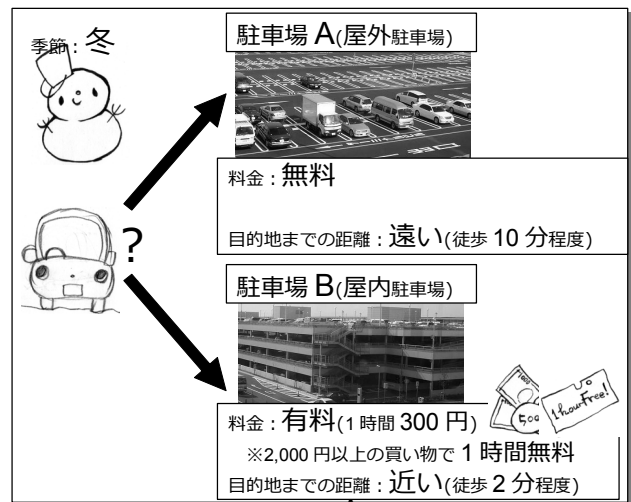 季節：冬
駐車場 A(屋外駐車場)
料金：無料
目的地までの距離：遠い(徒歩 10 分程度)
?
駐車場 B(屋内駐車場)
料金：有料(1 時間 300 円)
※2,000 円以上の買い物で 1 時間無料
目的地までの距離：近い(徒歩 2 分程度)
1000
500
1hourFree!